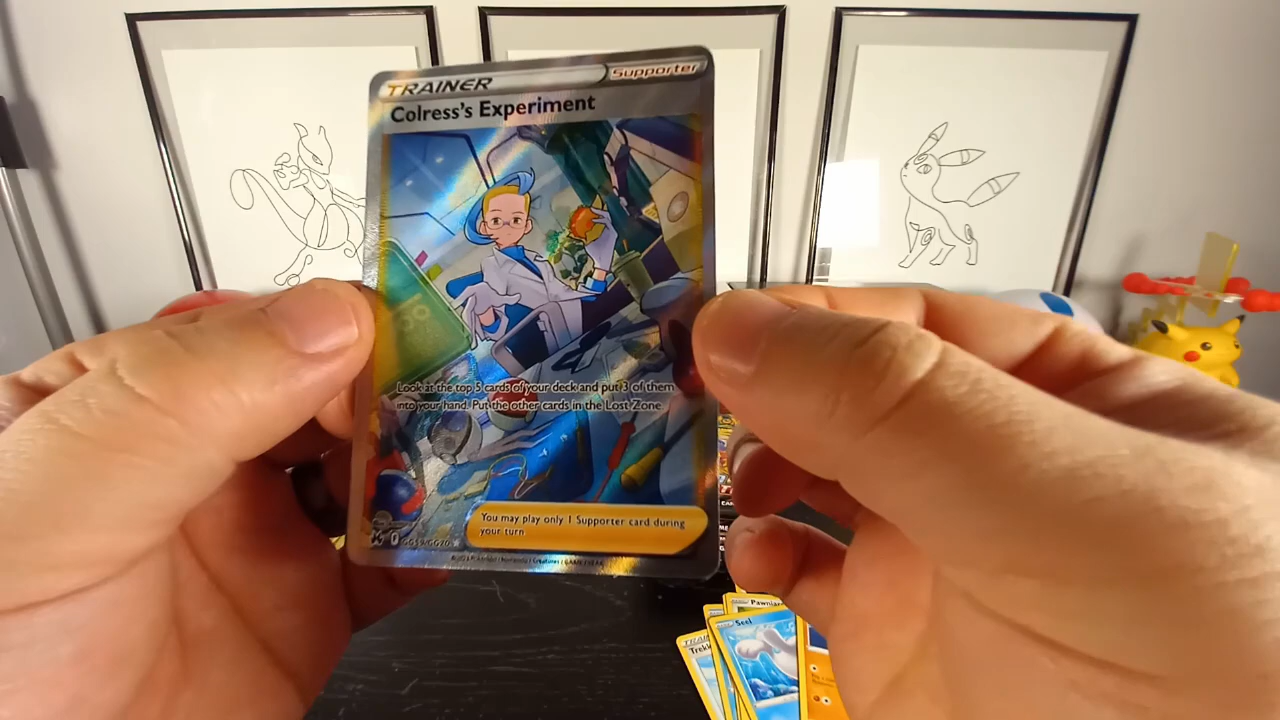 TRAINER
Supporter
Colress's Experiment
Look at the top 5 cards of your deck and put 3 of them
into your hand. Put the other cards in the Lost Zone.
You may play only 1 Supporter card during
your turn
GG59/GG70
Pawniard
Seel